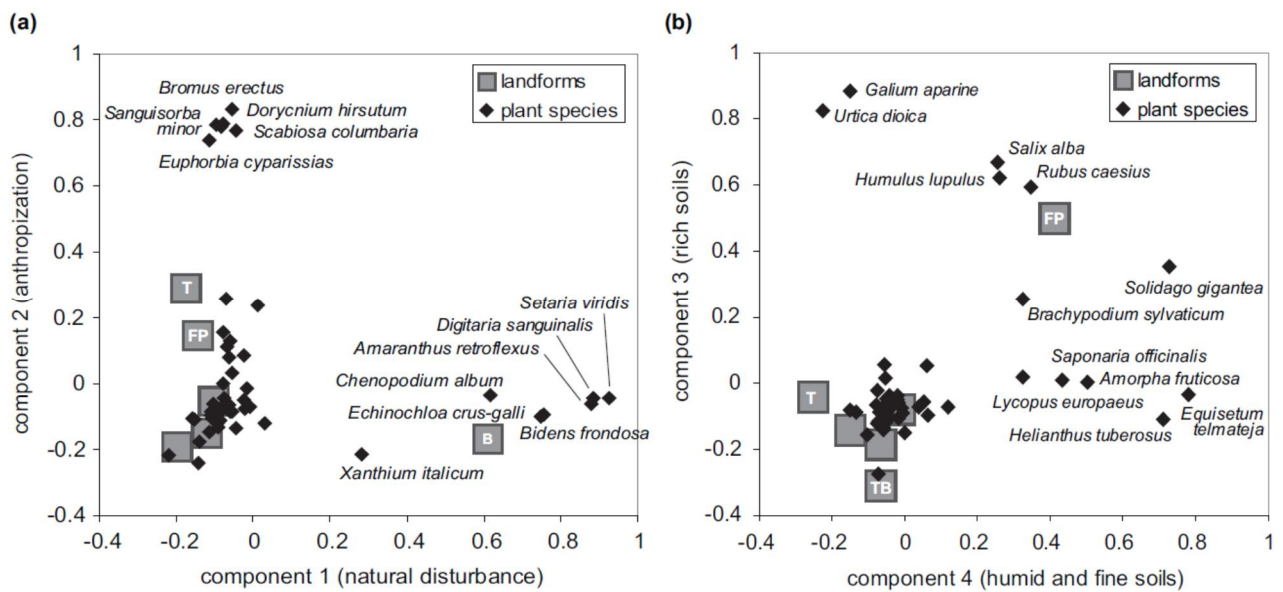 (a)
component 2 (anthropization)
1
0.8
0.6
0.4
0.2
0
-0.2
-0.4
landforms
plant species
Bromus erectus
Sanguisorba
minor
Dorycnium hirsutum
Scabiosa columbaria
Euphorbia cyparissias
T
FP
Setaria viridis
Digitaria sanguinalis
Amaranthus retroflexus
Chenopodium album
Echinochloa crus-galli
Bidens frondosa
B
Xanthium italicum
-0.4
-0.2
0
0.2
0.4
0.6
0.8
1
component 1 (natural disturbance)
(b)
component 3 (rich soils)
1
0.8
0.6
0.4
0.2
0
-0.2
-0.4
landforms
plant species
Galium aparine
Urtica dioica
Salix alba
Humulus lupulus
Rubus caesius
FP
Solidago gigantea
Brachypodium sylvaticum
Saponaria officinalis
Amorpha fruticosa
Lycopus europaeus
Equisetum
telmateja
Helianthus tuberosus
T
TB
-0.4
-0.2
0
0.2
0.4
0.6
0.8
1
component 4 (humid and fine soils)